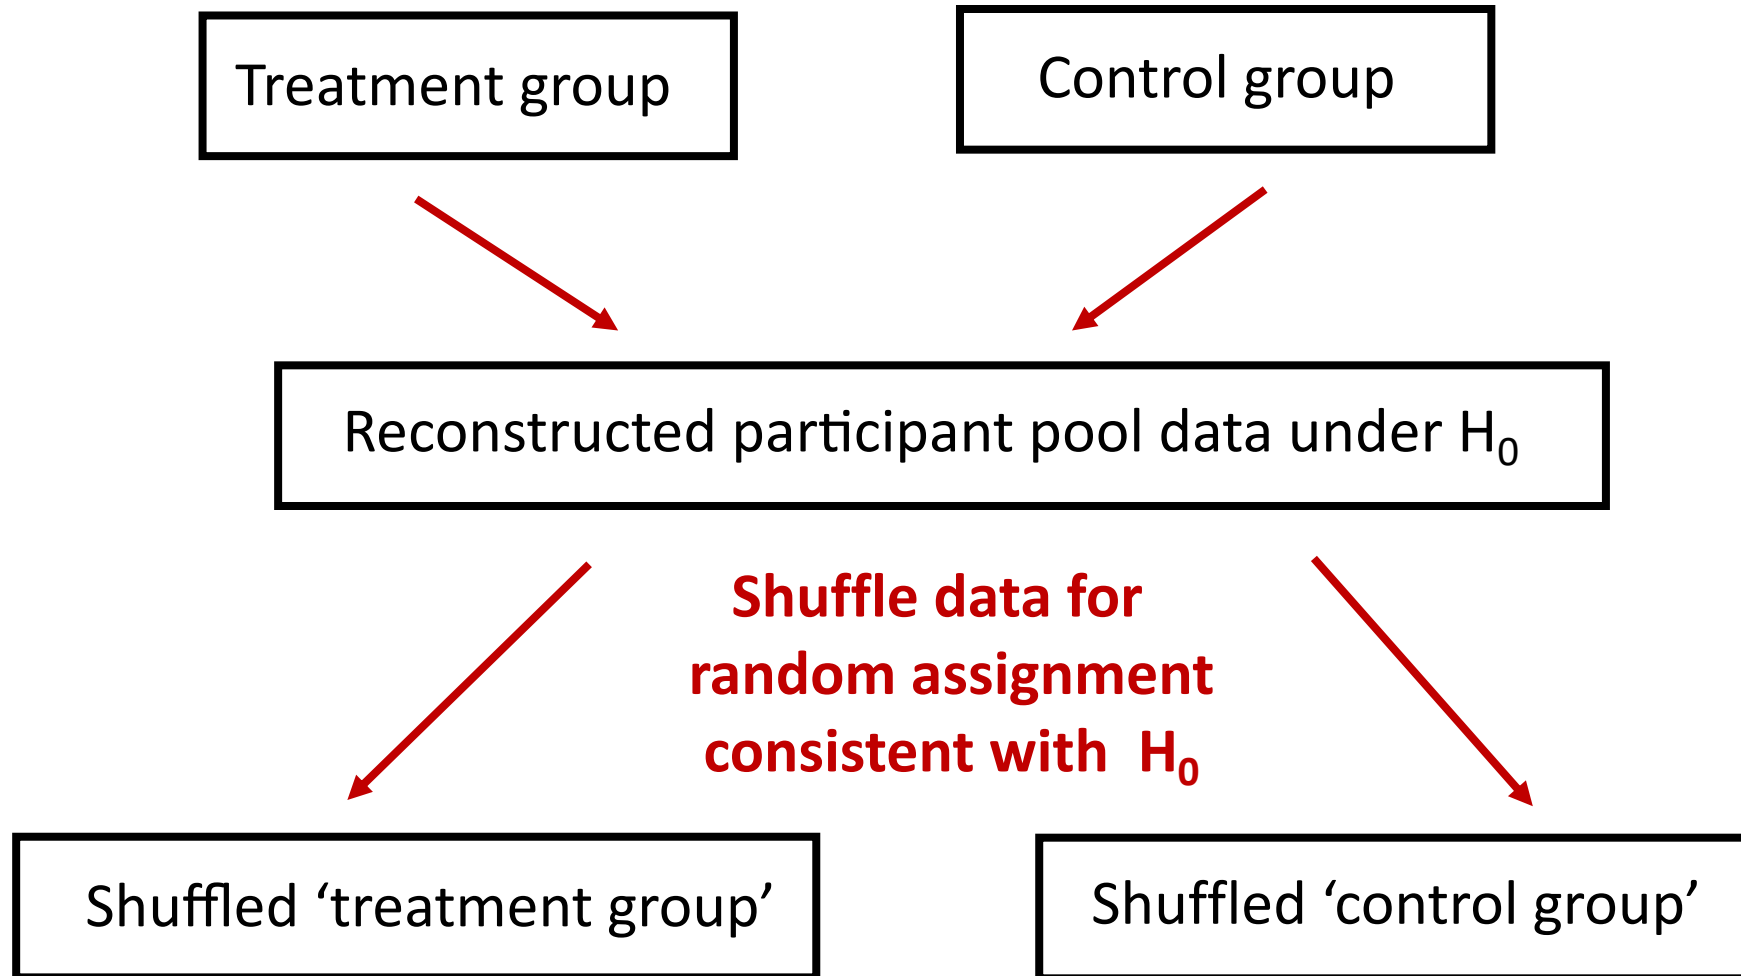 Treatment group
Control group
Reconstructed participant pool data under H₀
Shuffle data for
random assignment
consistent with H₀
Shuffled ‘treatment group’
Shuffled ‘control group’